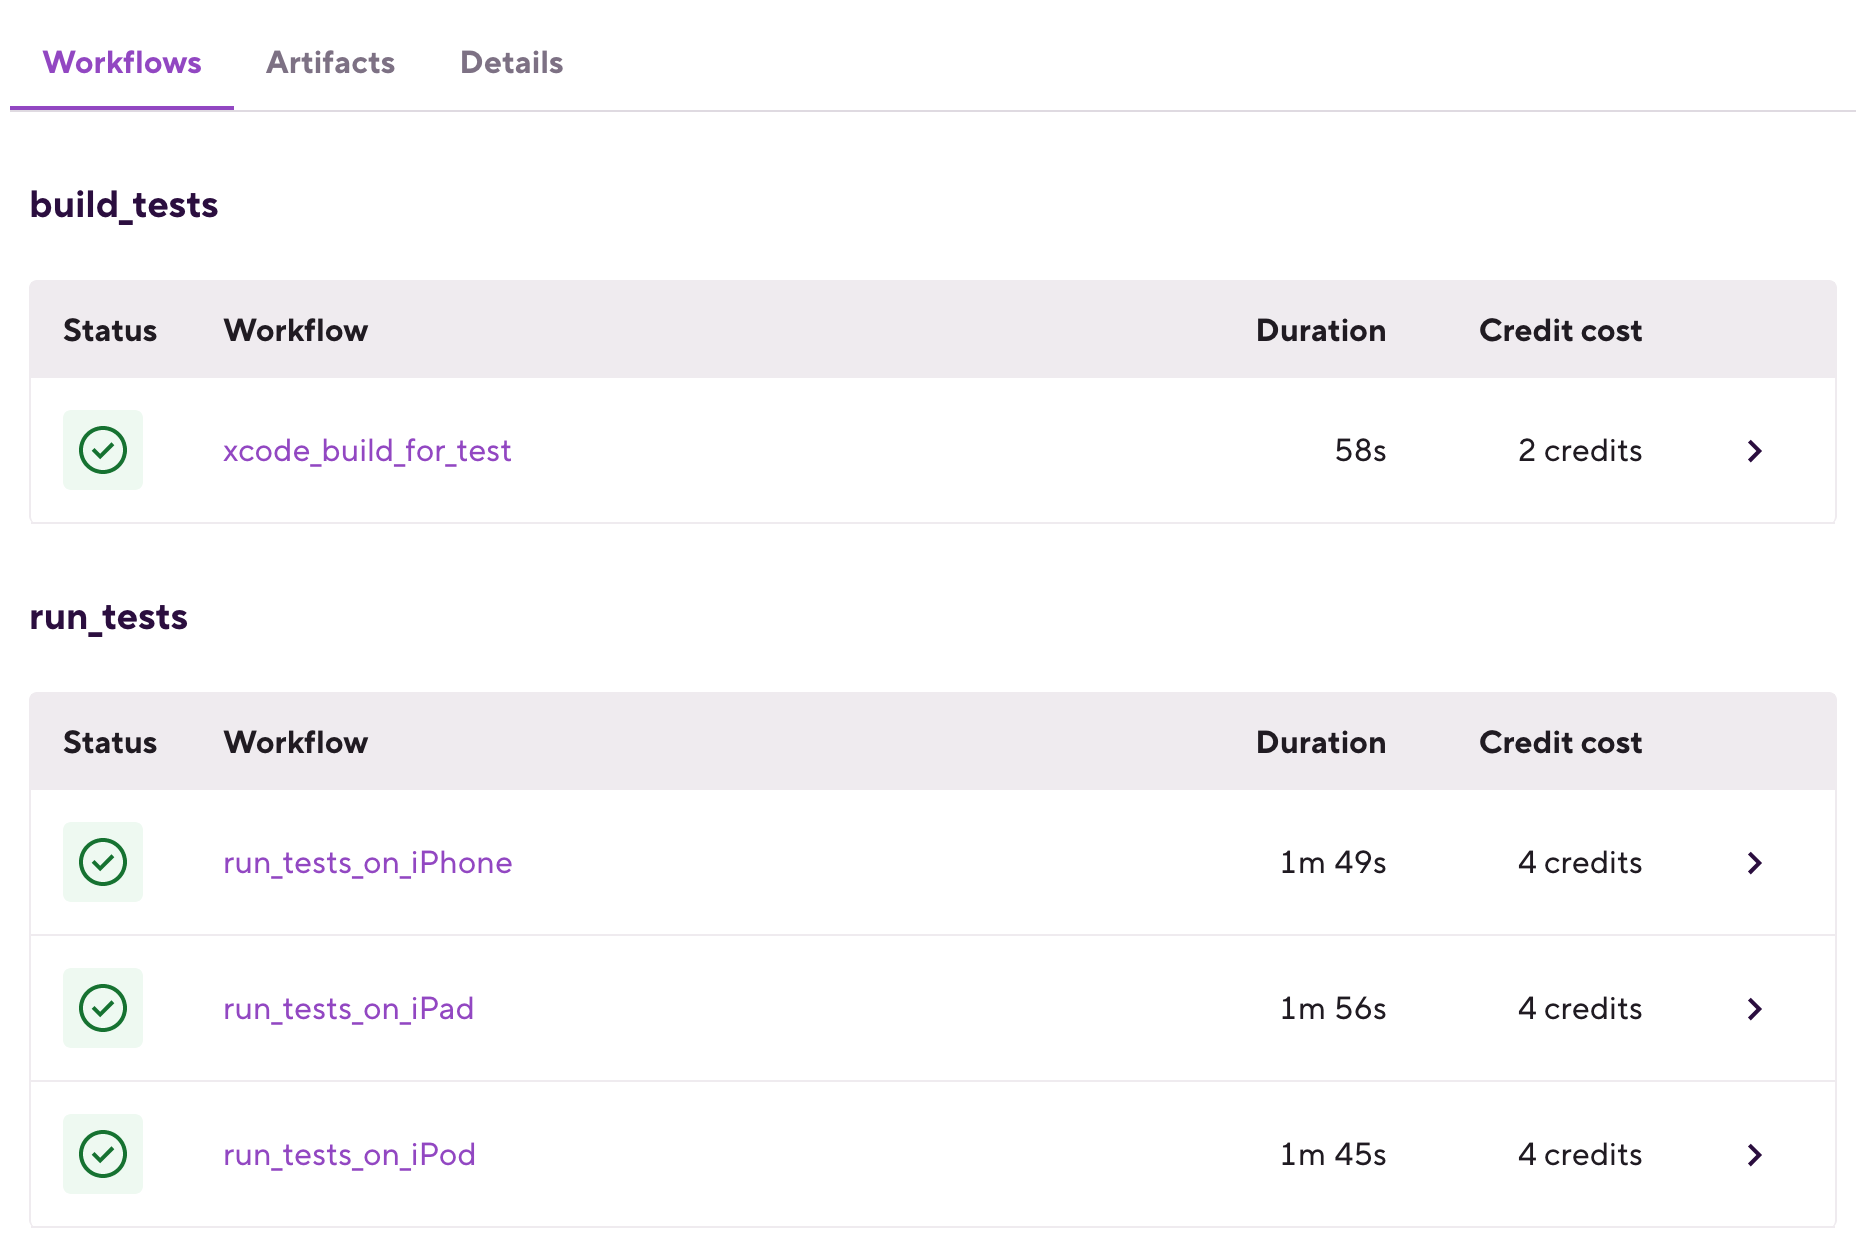 Workflows Artifacts Details
build_tests
Status Workflow Duration Credit cost
xcode_build_for_test 58s 2 credits
run_tests
Status Workflow Duration Credit cost
run_tests_on_iPhone 1m 49s 4 credits
run_tests_on_iPad 1m 56s 4 credits
run_tests_on_iPod 1m 45s 4 credits